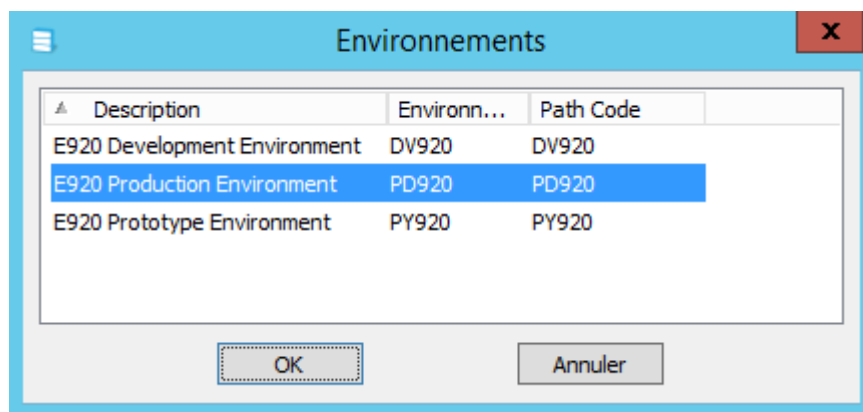 Environnements
x
Description Environn... Path Code
E920 Development Environment DV920 DV920
E920 Production Environment PD920 PD920
E920 Prototype Environment PY920 PY920
OK Annuler